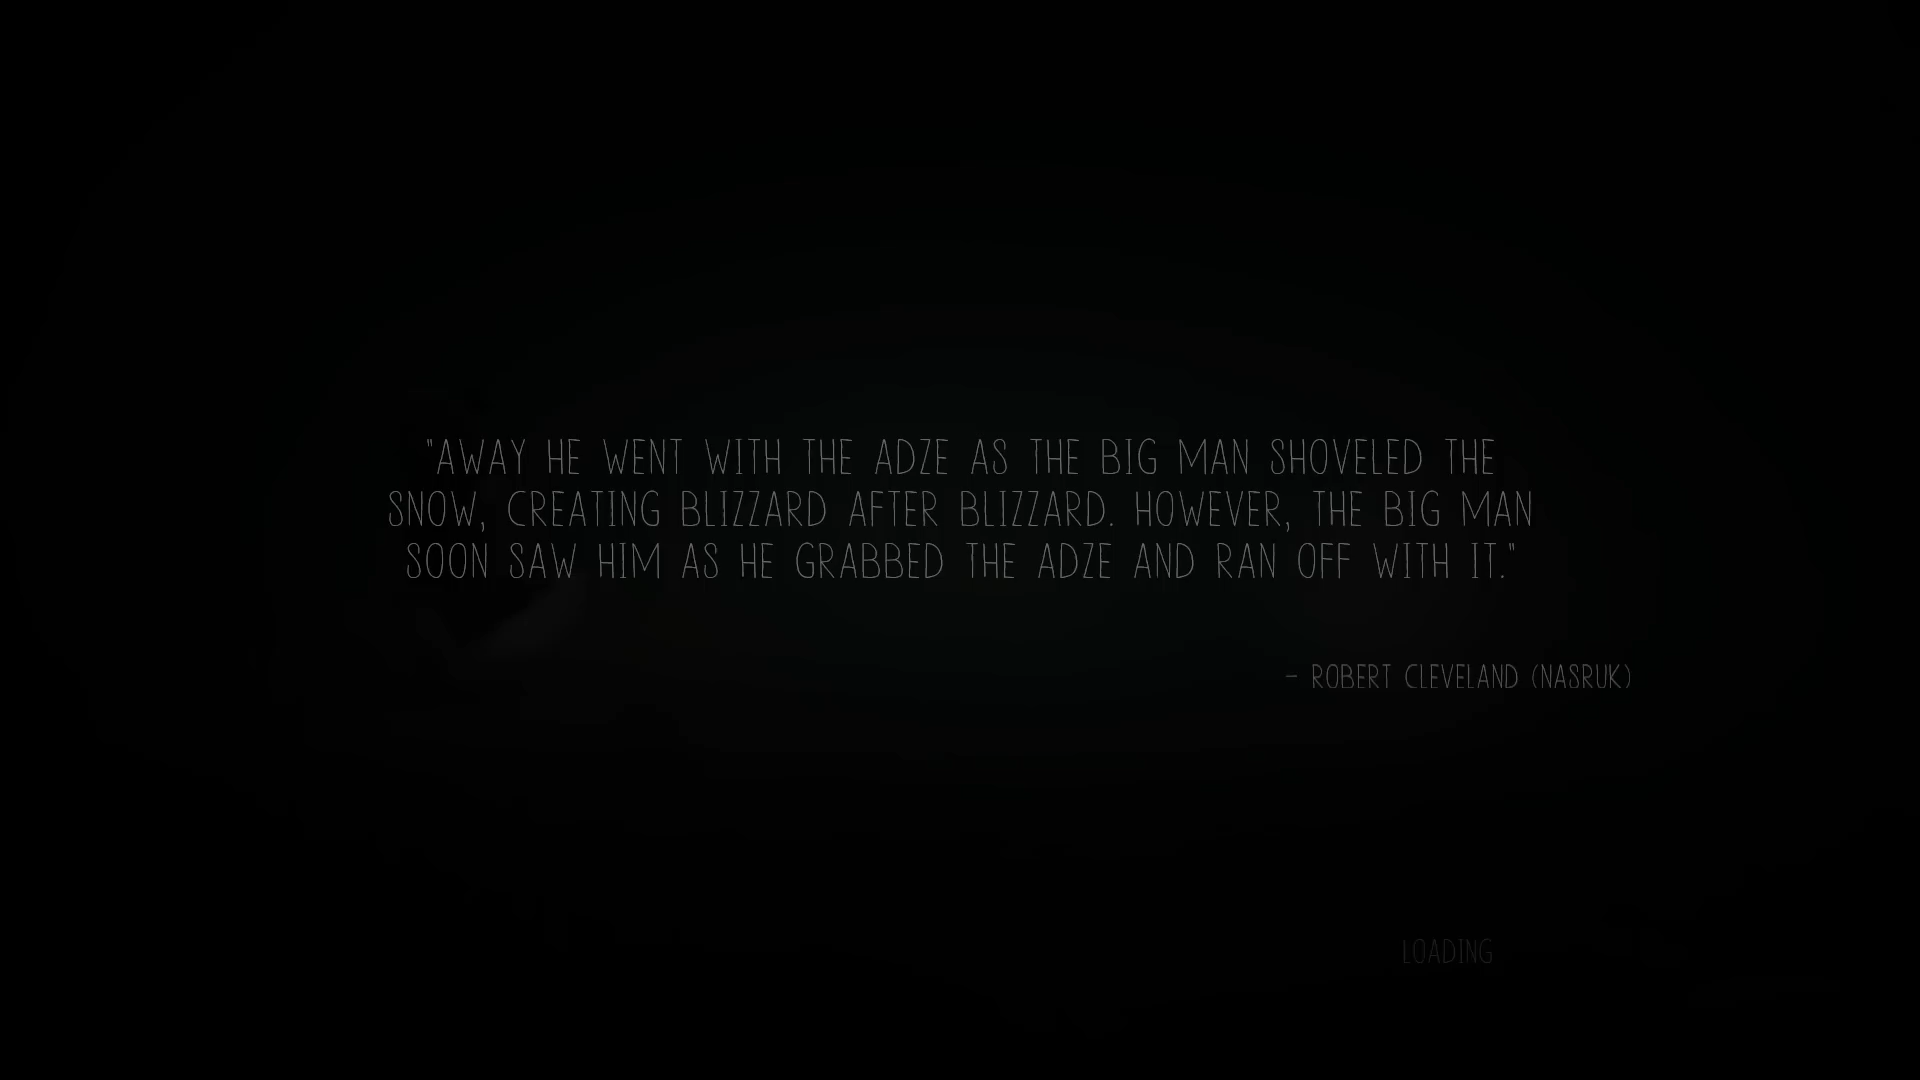 "AWAY HE WENT WITH THE ADZE AS THE BIG MAN SHOVELED THE
SNOW, CREATING BLIZZARD AFTER BLIZZARD. HOWEVER, THE BIG MAN
SOON SAW HIM AS HE GRABBED THE ADZE AND RAN OFF WITH IT."
- ROBERT CLEVELAND (NASRUK)
LOADING